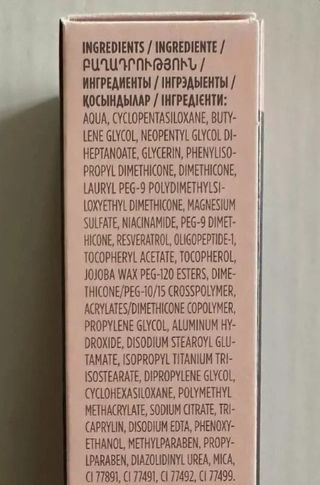 INGREDIENTS / INGREDIENTE /
ԲԱՂԱԴՐՈՒԹՅՈՒՆ /
ИНГРЕДИЕНТЫ / ІНГРЭДЫЕНТЫ /
ҚОСЫНДЫЛАР / ІНГРЕДІЄНТИ:
AQUA, CYCLOPENTASILOXANE, BUTY-
LENE GLYCOL, NEOPENTYL GLYCOL DI-
HEPTANOATE, GLYCERIN, PHENYLISO-
PROPYL DIMETHICONE, DIMETHICONE,
LAURYL PEG-9 POLYDIMETHYLSI-
LOXYETHYL DIMETHICONE, MAGNESIUM
SULFATE, NIACINAMIDE, PEG-9 DIMET-
HICONE, RESVERATROL, OLIGOPEPTIDE-1,
TOCOPHERYL ACETATE, TOCOPHEROL,
JOJOBA WAX PEG-120 ESTERS, DIME-
THICONE/PEG-10/15 CROSSPOLYMER,
ACRYLATES/DIMETHICONE COPOLYMER,
PROPYLENE GLYCOL, ALUMINUM HY-
DROXIDE, DISODIUM STEAROYL GLU-
TAMATE, ISOPROPYL TITANIUM TRI-
ISOSTEARATE, DIPROPYLENE GLYCOL,
CYCLOHEXASILOXANE, POLYMETHYL
METHACRYLATE, SODIUM CITRATE, TRI-
CAPRYLIN, DISODIUM EDTA, PHENOXY-
ETHANOL, METHYLPARABEN, PROPY-
LPARABEN, DIAZOLIDINYL UREA, MICA,
CI 77891, CI 77491, CI 77492, CI 77499.